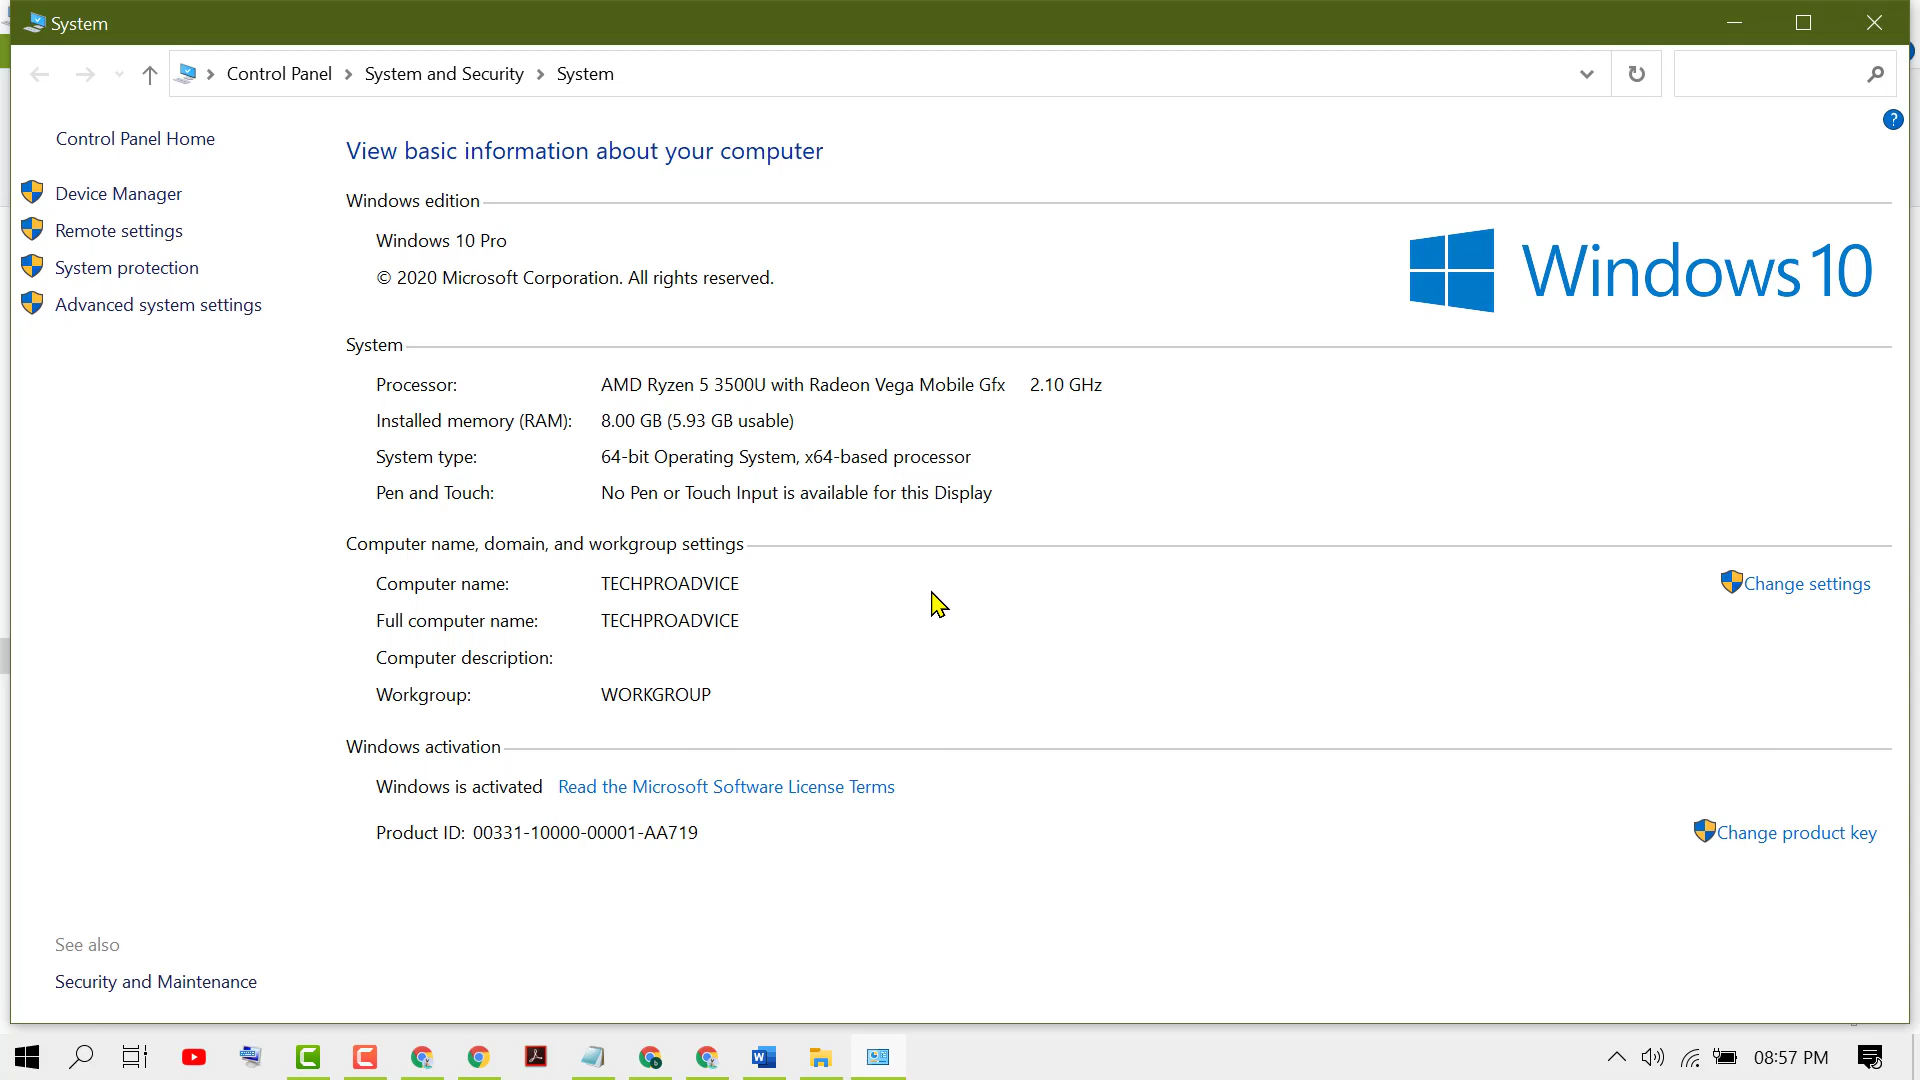 System
Control Panel > System and Security > System
Control Panel Home
Device Manager
Remote settings
System protection
Advanced system settings
View basic information about your computer
Windows edition
Windows 10 Pro
© 2020 Microsoft Corporation. All rights reserved.
Windows 10
System
Processor: AMD Ryzen 5 3500U with Radeon Vega Mobile Gfx 2.10 GHz
Installed memory (RAM): 8.00 GB (5.93 GB usable)
System type: 64-bit Operating System, x64-based processor
Pen and Touch: No Pen or Touch Input is available for this Display
Computer name, domain, and workgroup settings
Computer name: TECHPROADVICE
Change settings
Full computer name: TECHPROADVICE
Computer description:
Workgroup: WORKGROUP
Windows activation
Windows is activated Read the Microsoft Software License Terms
Product ID: 00331-10000-00001-AA719
Change product key
See also
Security and Maintenance
08:57 PM